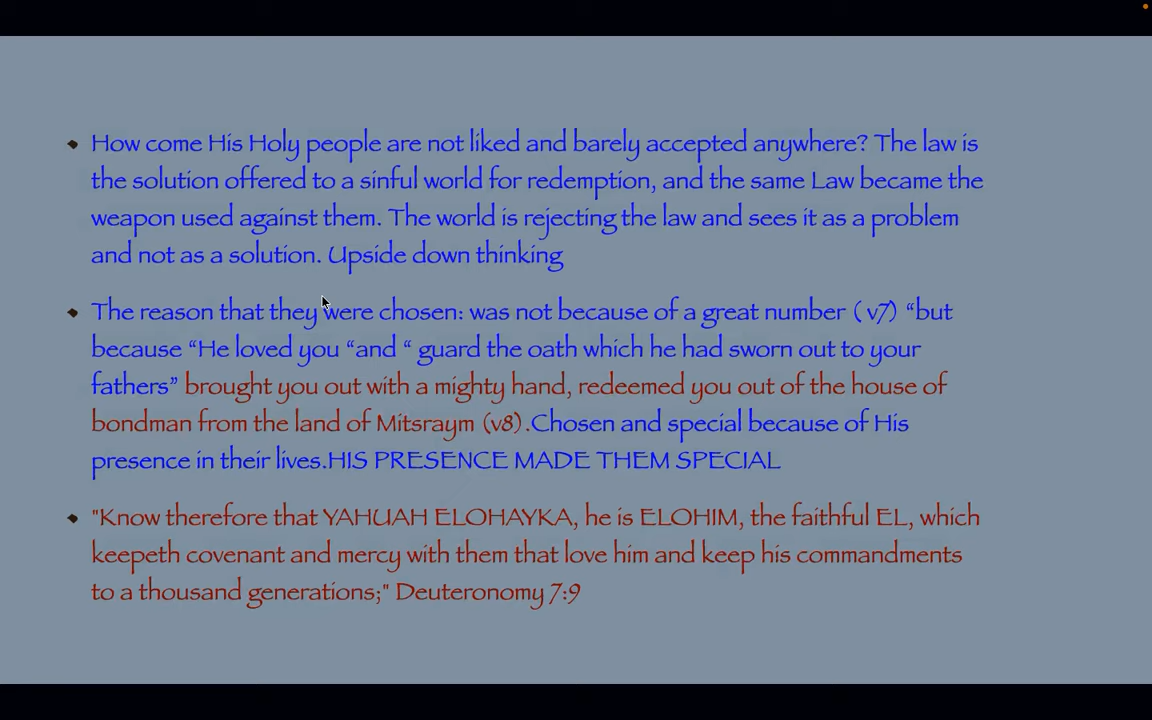 How come His Holy people are not liked and barely accepted anywhere? The law is
the solution offered to a sinful world for redemption, and the same Law became the
weapon used against them. The world is rejecting the law and sees it as a problem
and not as a solution. Upside down thinking
The reason that they were chosen: was not because of a great number ( v7) “but
because “He loved you “and “ guard the oath which he had sworn out to your
fathers” brought you out with a mighty hand, redeemed you out of the house of
bondman from the land of Mitsraym (v8).Chosen and special because of His
presence in their lives.HIS PRESENCE MADE THEM SPECIAL
"Know therefore that YAHUAH ELOHAYKA, he is ELOHIM, the faithful EL, which
keepeth covenant and mercy with them that love him and keep his commandments
to a thousand generations;" Deuteronomy 7:9